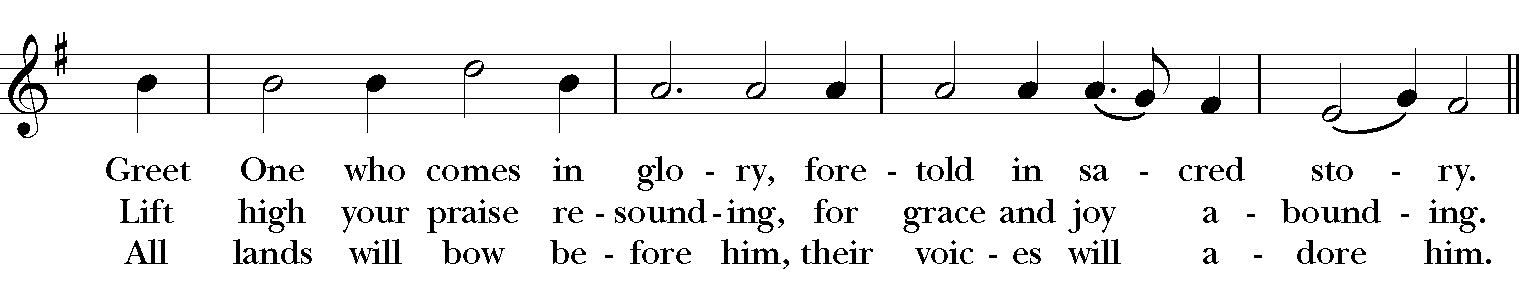 Greet One who comes in glo - ry, fore - told in sa - cred sto - ry.
Lift high your praise re - sound - ing, for grace and joy a - bound - ing.
All lands will bow be - fore him, their voic - es will a - dore him.